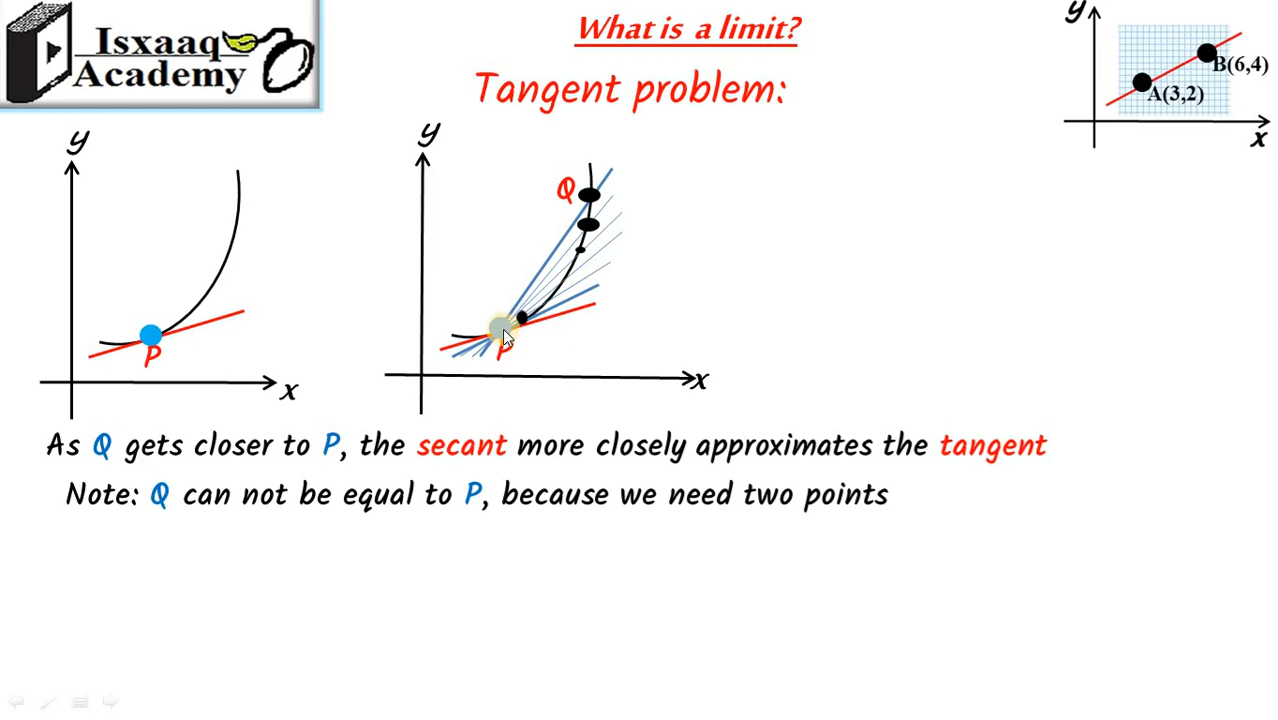 Isxaaq
Academy
What is a limit?
Tangent problem:
y
B(6,4)
A(3,2)
x
y
P
x
y
Q
P
x
As Q gets closer to P, the secant more closely approximates the tangent
Note: Q can not be equal to P, because we need two points